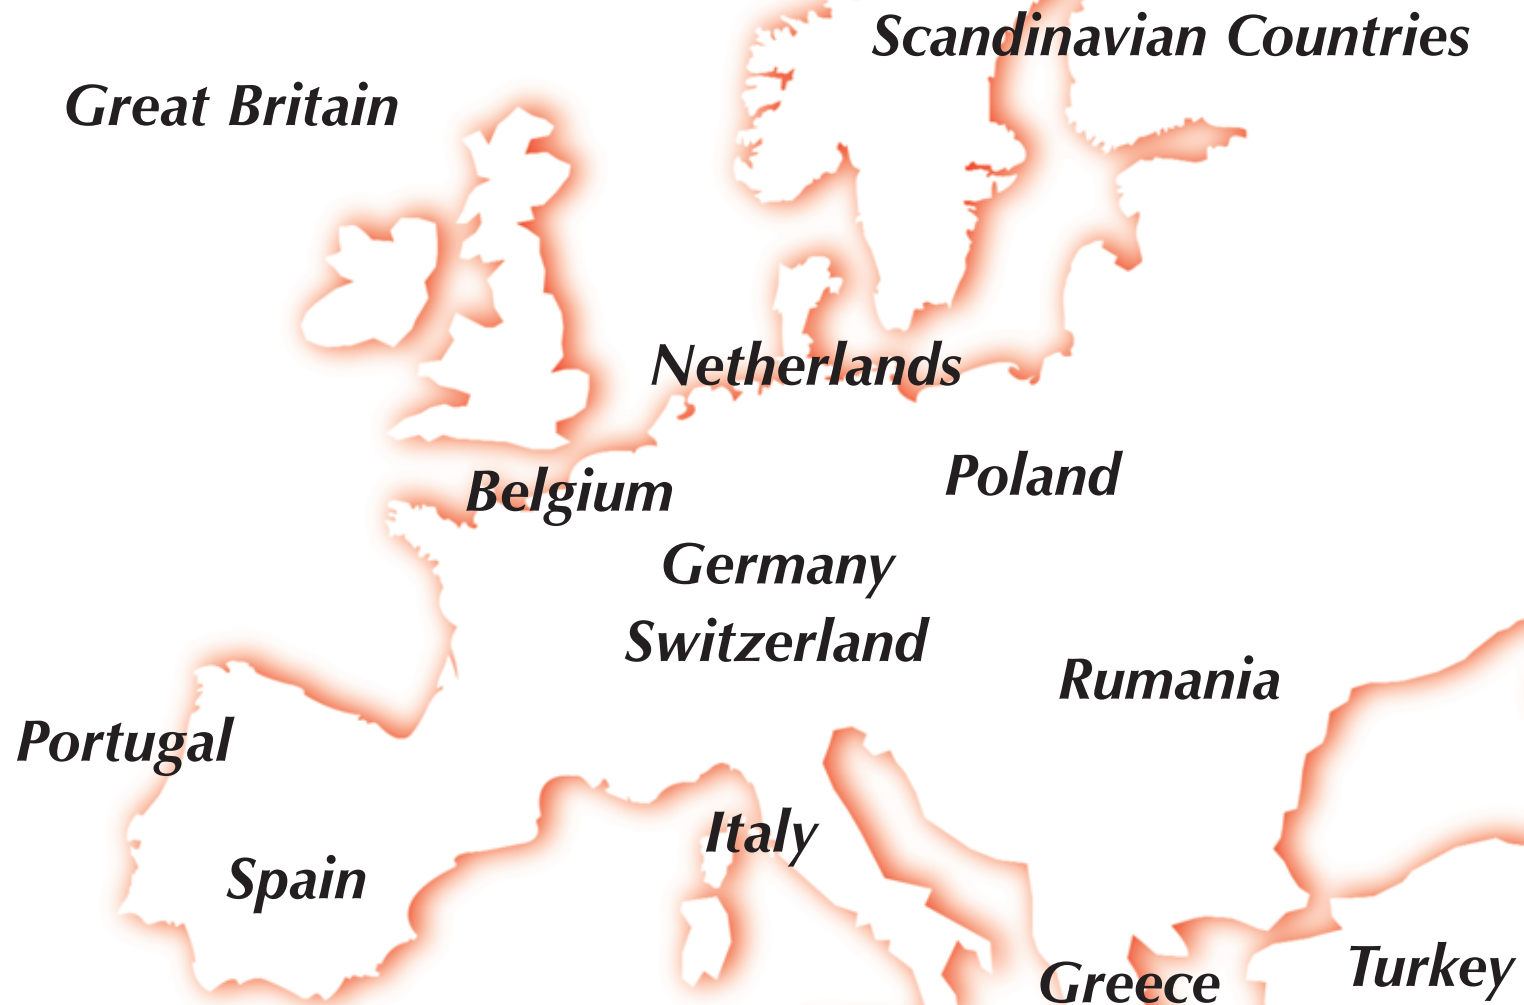 Scandinavian Countries
Great Britain
Netherlands
Belgium
Poland
Germany
Switzerland
Rumania
Portugal
Italy
Spain
Turkey
Greece